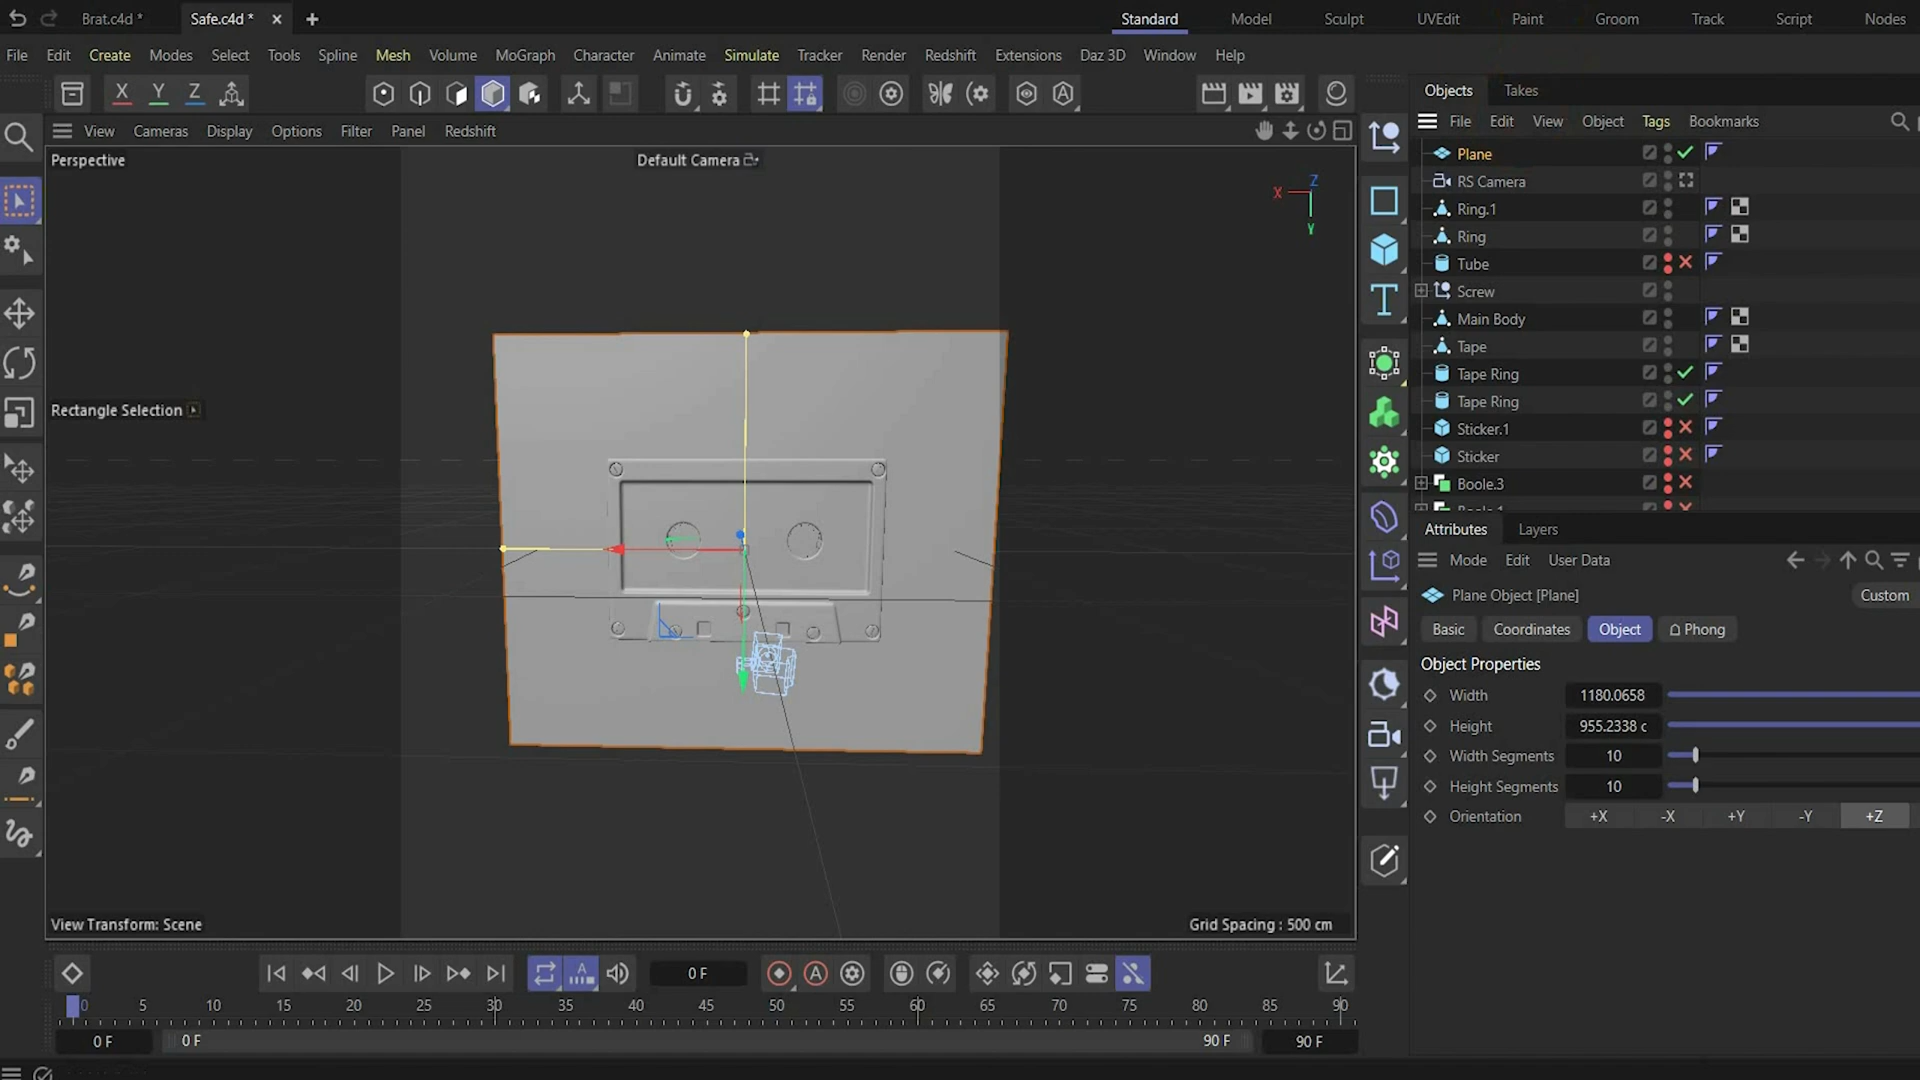 Brat.c4d *
Safe.c4d *
Standard
Model
Sculpt
UVEdit
Paint
Groom
Track
Script
Nodes
File Edit Create Modes Select Tools Spline Mesh Volume MoGraph Character Animate Simulate Tracker Render Redshift Extensions Daz 3D Window Help
X Y Z
Objects Takes
View Cameras Display Options Filter Panel Redshift
File Edit View Object Tags Bookmarks
Perspective
Default Camera
X Z Y
Plane
RS Camera
Ring.1
Ring
Tube
Screw
Main Body
Tape
Tape Ring
Tape Ring
Sticker.1
Sticker
Boole.3
Rectangle Selection
Attributes Layers
Mode Edit User Data
Plane Object [Plane]
Custom
Basic Coordinates Object Phong
Object Properties
Width 1180.0658
Height 955.2338 c
Width Segments 10
Height Segments 10
Orientation +X -X +Y -Y +Z
View Transform: Scene
Grid Spacing : 500 cm
0 F
0 5 10 15 20 25 30 35 40 45 50 55 60 65 70 75 80 85 90
0 F 0 F 90 F 90 F